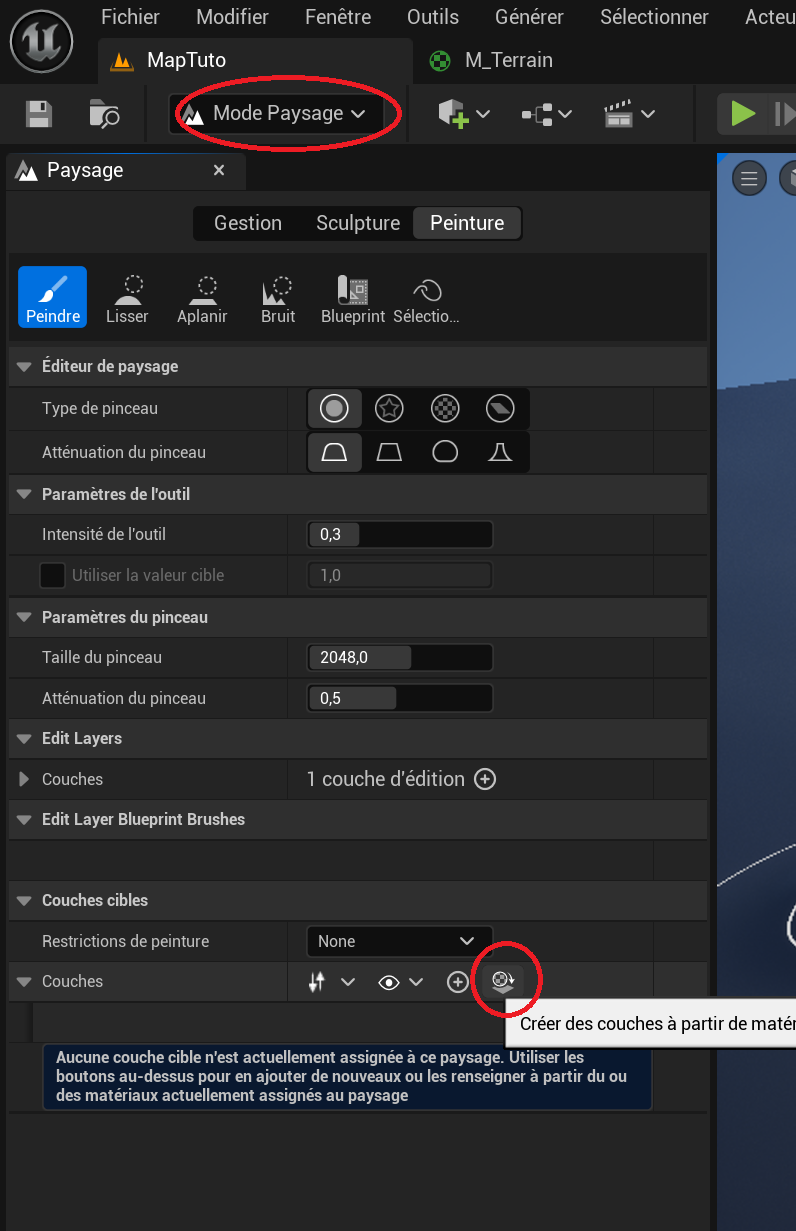 Fichier Modifier Fenêtre Outils Générer Sélectionner Acteu
MapTuto M_Terrain
Mode Paysage
Paysage
Gestion Sculpture Peinture
Peindre Lisser Aplanir Bruit Blueprint Sélectio...
Éditeur de paysage
Type de pinceau
Atténuation du pinceau
Paramètres de l'outil
Intensité de l'outil 0,3
Utiliser la valeur cible 1,0
Paramètres du pinceau
Taille du pinceau 2048,0
Atténuation du pinceau 0,5
Edit Layers
Couches 1 couche d'édition
Edit Layer Blueprint Brushes
Couches cibles
Restrictions de peinture None
Couches
Créer des couches à partir de matér
Aucune couche cible n'est actuellement assignée à ce paysage. Utiliser les
boutons au-dessus pour en ajouter de nouveaux ou les renseigner à partir du ou
des matériaux actuellement assignés au paysage